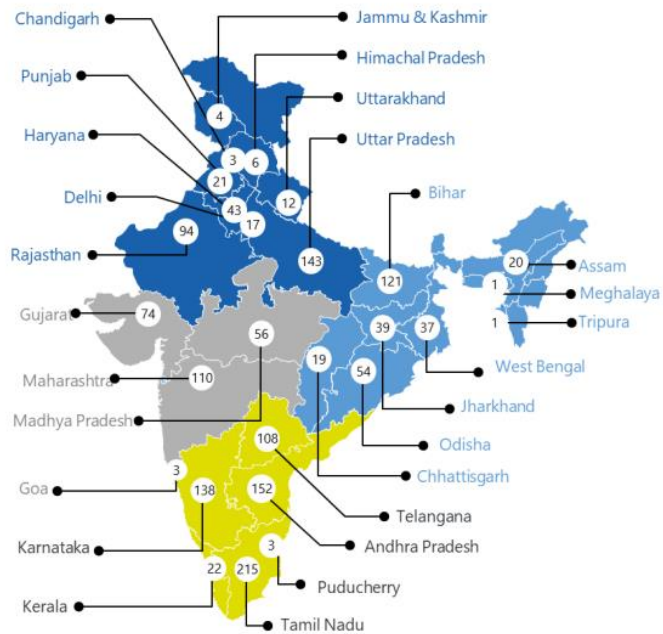 Chandigarh
Jammu & Kashmir
Himachal Pradesh
Punjab
Uttarakhand
4
Haryana
Uttar Pradesh
3
6
21
Delhi
Bihar
12
43
17
94
Rajasthan
143
20
Assam
121
1
Meghalaya
Gujarat
74
1
Tripura
56
39
37
19
West Bengal
54
Maharashtra
110
Jharkhand
Madhya Pradesh
108
Odisha
3
Chhattisgarh
Goa
138
152
Telangana
Karnataka
3
Andhra Pradesh
22
215
Puducherry
Kerala
Tamil Nadu